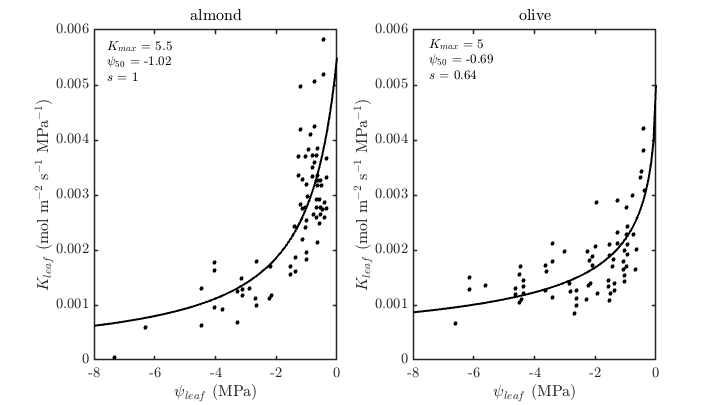 almond
K_max = 5.5
ψ_50 = -1.02
s = 1
0.006
0.005
0.004
0.003
0.002
0.001
0
-8
-6
-4
-2
0
K_leaf (mol m^−2 s^−1 MPa^−1)
ψ_leaf (MPa)
olive
K_max = 5
ψ_50 = -0.69
s = 0.64
0.006
0.005
0.004
0.003
0.002
0.001
0
-8
-6
-4
-2
0
K_leaf (mol m^−2 s^−1 MPa^−1)
ψ_leaf (MPa)